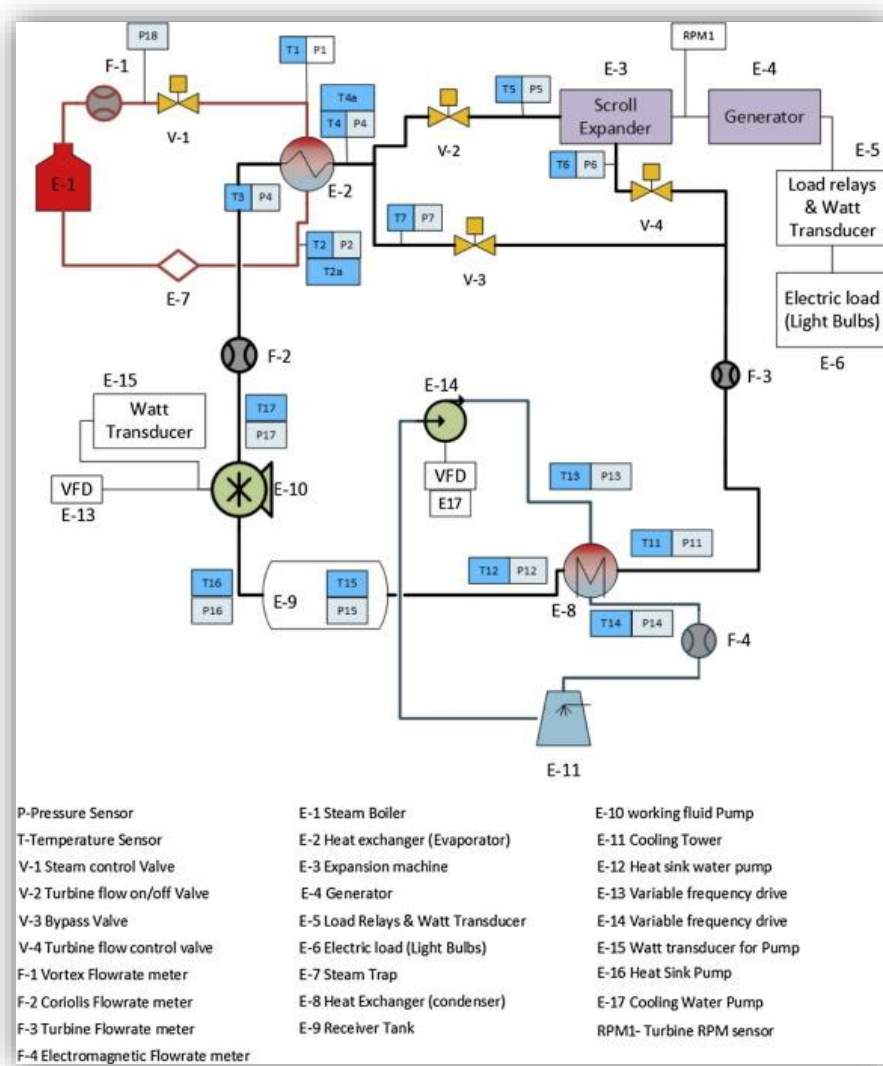 P18
F-1
V-1
T1 P1
T4a
T4 P4
T3 P4
E-2
E-1
E-7
T2 P2
T2a
V-2
T5 P5
E-3
Scroll
Expander
RPM1
E-4
Generator
E-5
Load relays
& Watt
Transducer
Electric load
(Light Bulbs)
E-6
T6 P6
V-4
T7 P7
V-3
F-2
F-3
E-15
Watt
Transducer
T17
P17
VFD
E-13
E-10
E-14
VFD
E17
T13 P13
T11 P11
T12 P12
E-8
T14 P14
F-4
T16
P16
E-9
T15
P15
E-11
P-Pressure Sensor
T-Temperature Sensor
V-1 Steam control Valve
V-2 Turbine flow on/off Valve
V-3 Bypass Valve
V-4 Turbine flow control valve
F-1 Vortex Flowrate meter
F-2 Coriolis Flowrate meter
F-3 Turbine Flowrate meter
F-4 Electromagnetic Flowrate meter
E-1 Steam Boiler
E-2 Heat exchanger (Evaporator)
E-3 Expansion machine
E-4 Generator
E-5 Load Relays & Watt Transducer
E-6 Electric load (Light Bulbs)
E-7 Steam Trap
E-8 Heat Exchanger (condenser)
E-9 Receiver Tank
E-10 working fluid Pump
E-11 Cooling Tower
E-12 Heat sink water pump
E-13 Variable frequency drive
E-14 Variable frequency drive
E-15 Watt transducer for Pump
E-16 Heat Sink Pump
E-17 Cooling Water Pump
RPM1- Turbine RPM sensor